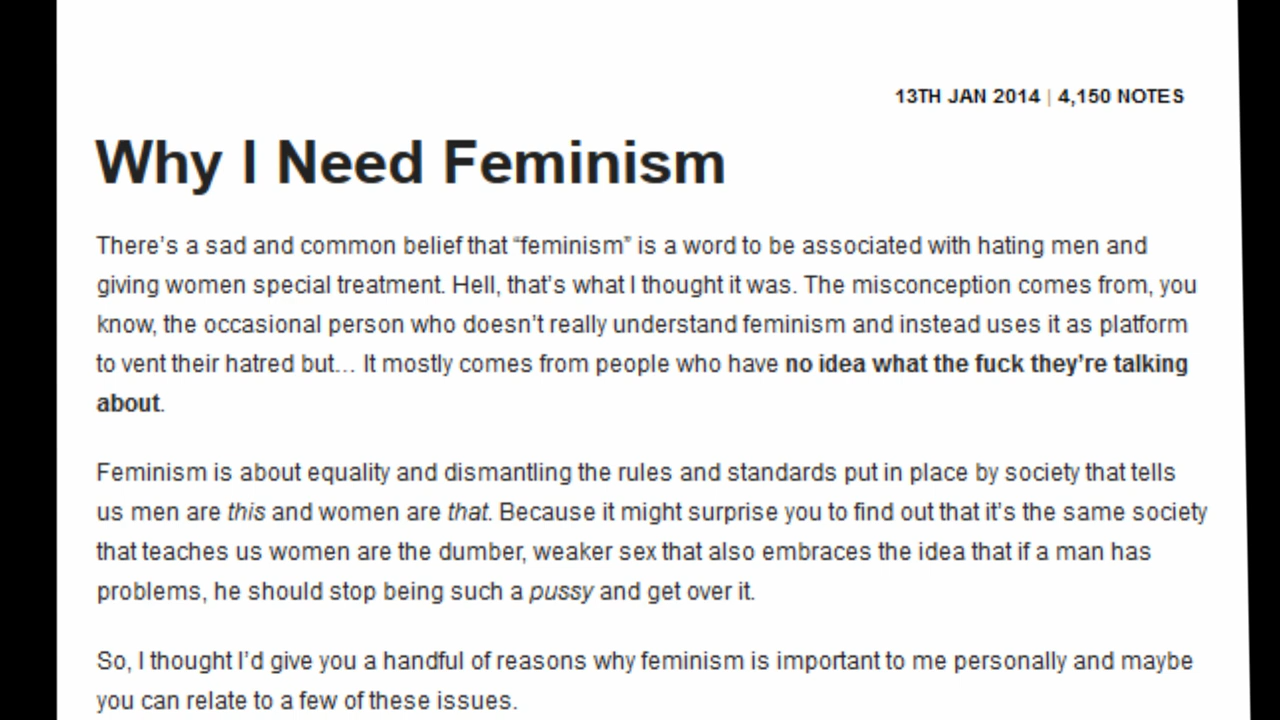 13TH JAN 2014 | 4,150 NOTES
Why I Need Feminism
There's a sad and common belief that “feminism” is a word to be associated with hating men and
giving women special treatment. Hell, that's what I thought it was. The misconception comes from, you
know, the occasional person who doesn't really understand feminism and instead uses it as platform
to vent their hatred but... It mostly comes from people who have no idea what the fuck they're talking
about.
Feminism is about equality and dismantling the rules and standards put in place by society that tells
us men are this and women are that. Because it might surprise you to find out that it's the same society
that teaches us women are the dumber, weaker sex that also embraces the idea that if a man has
problems, he should stop being such a pussy and get over it.
So, I thought I'd give you a handful of reasons why feminism is important to me personally and maybe
you can relate to a few of these issues.